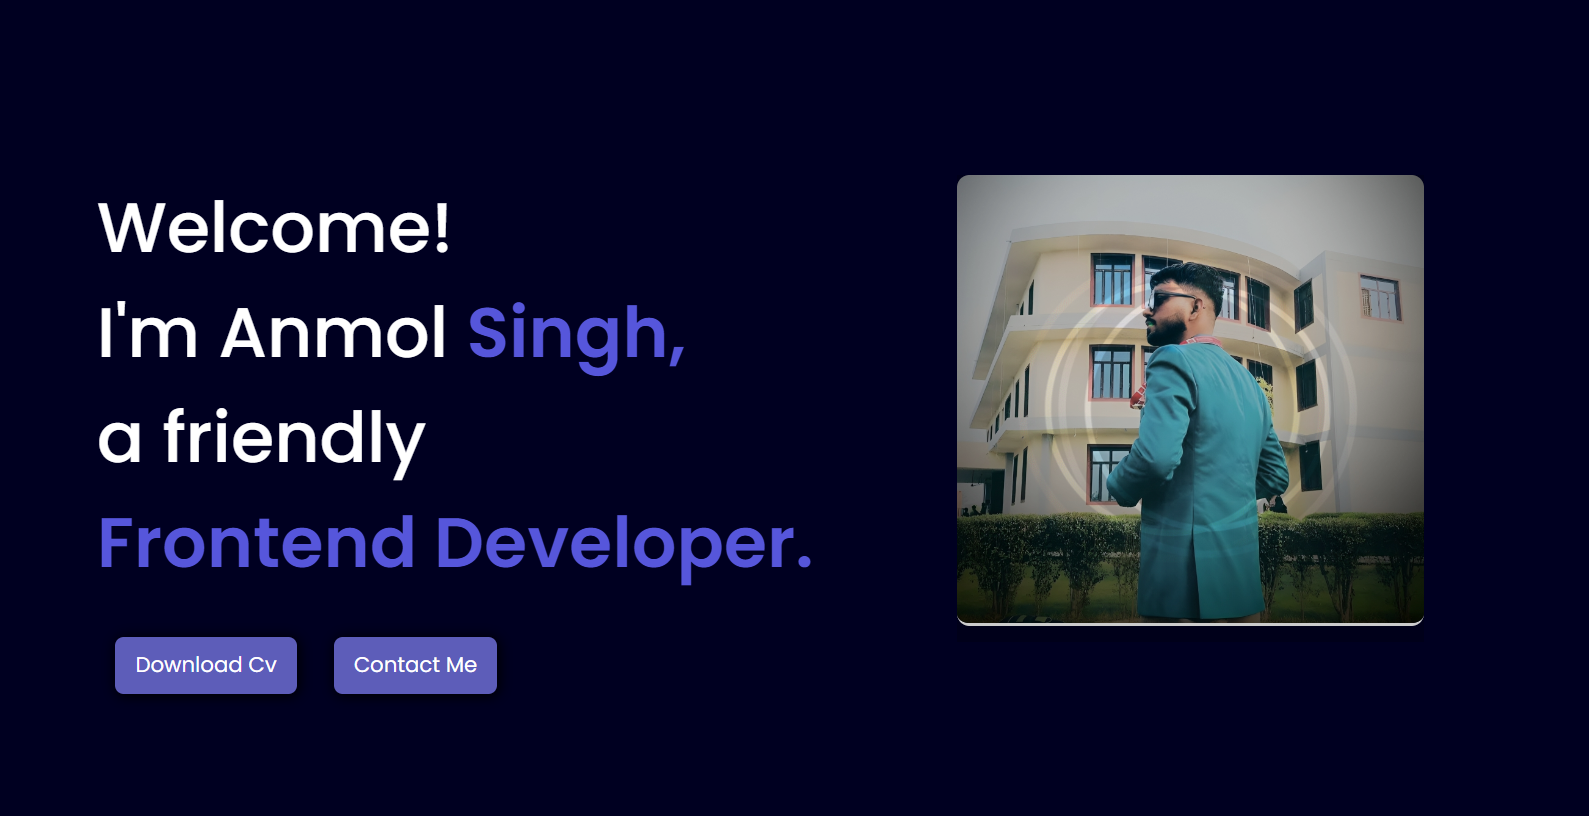 Welcome!
I'm Anmol Singh,
a friendly
Frontend Developer.
Download Cv
Contact Me